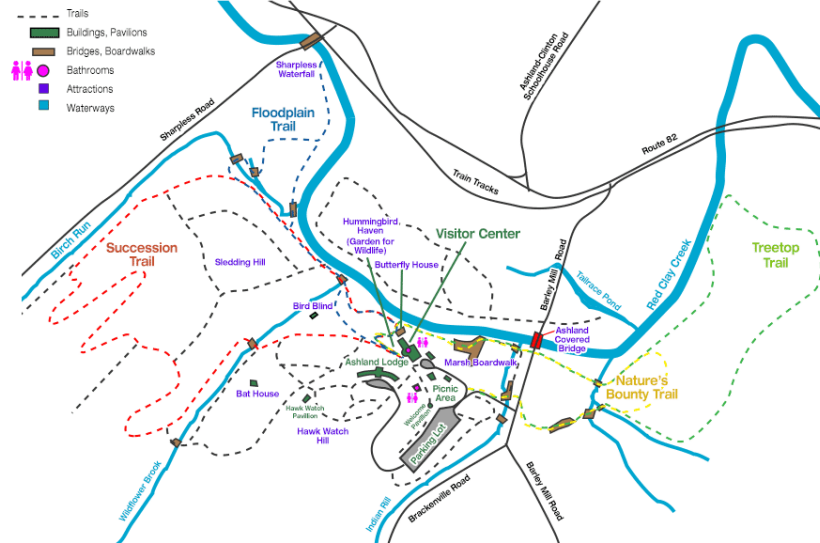 Trails
Buildings, Pavilions
Bridges, Boardwalks
Bathrooms
Attractions
Waterways
Sharpless
Waterfall
Ashland-Clinton
Schoolhouse Road
Sharpless Road
Floodplain
Trail
Route 82
Train Tracks
Birch Run
Succession
Trail
Sledding Hill
Hummingbird.
Haven
(Garden for
Wildlife)
Visitor Center
Butterfly House
Barley Mill Road
Tailrace Pond
Red Clay Creek
Treetop
Trail
Bird Blind
Ashland
Covered
Bridge
Ashland Lodge
Marsh Boardwalk
Nature's
Bounty Trail
Bat House
Hawk Watch
Pavilion
Picnic
Area
Welcome
Pavilion
Hawk Watch
Hill
Parking Lot
Wildflower Brook
Indian Rill
Brackenville Road
Barley Mill Road